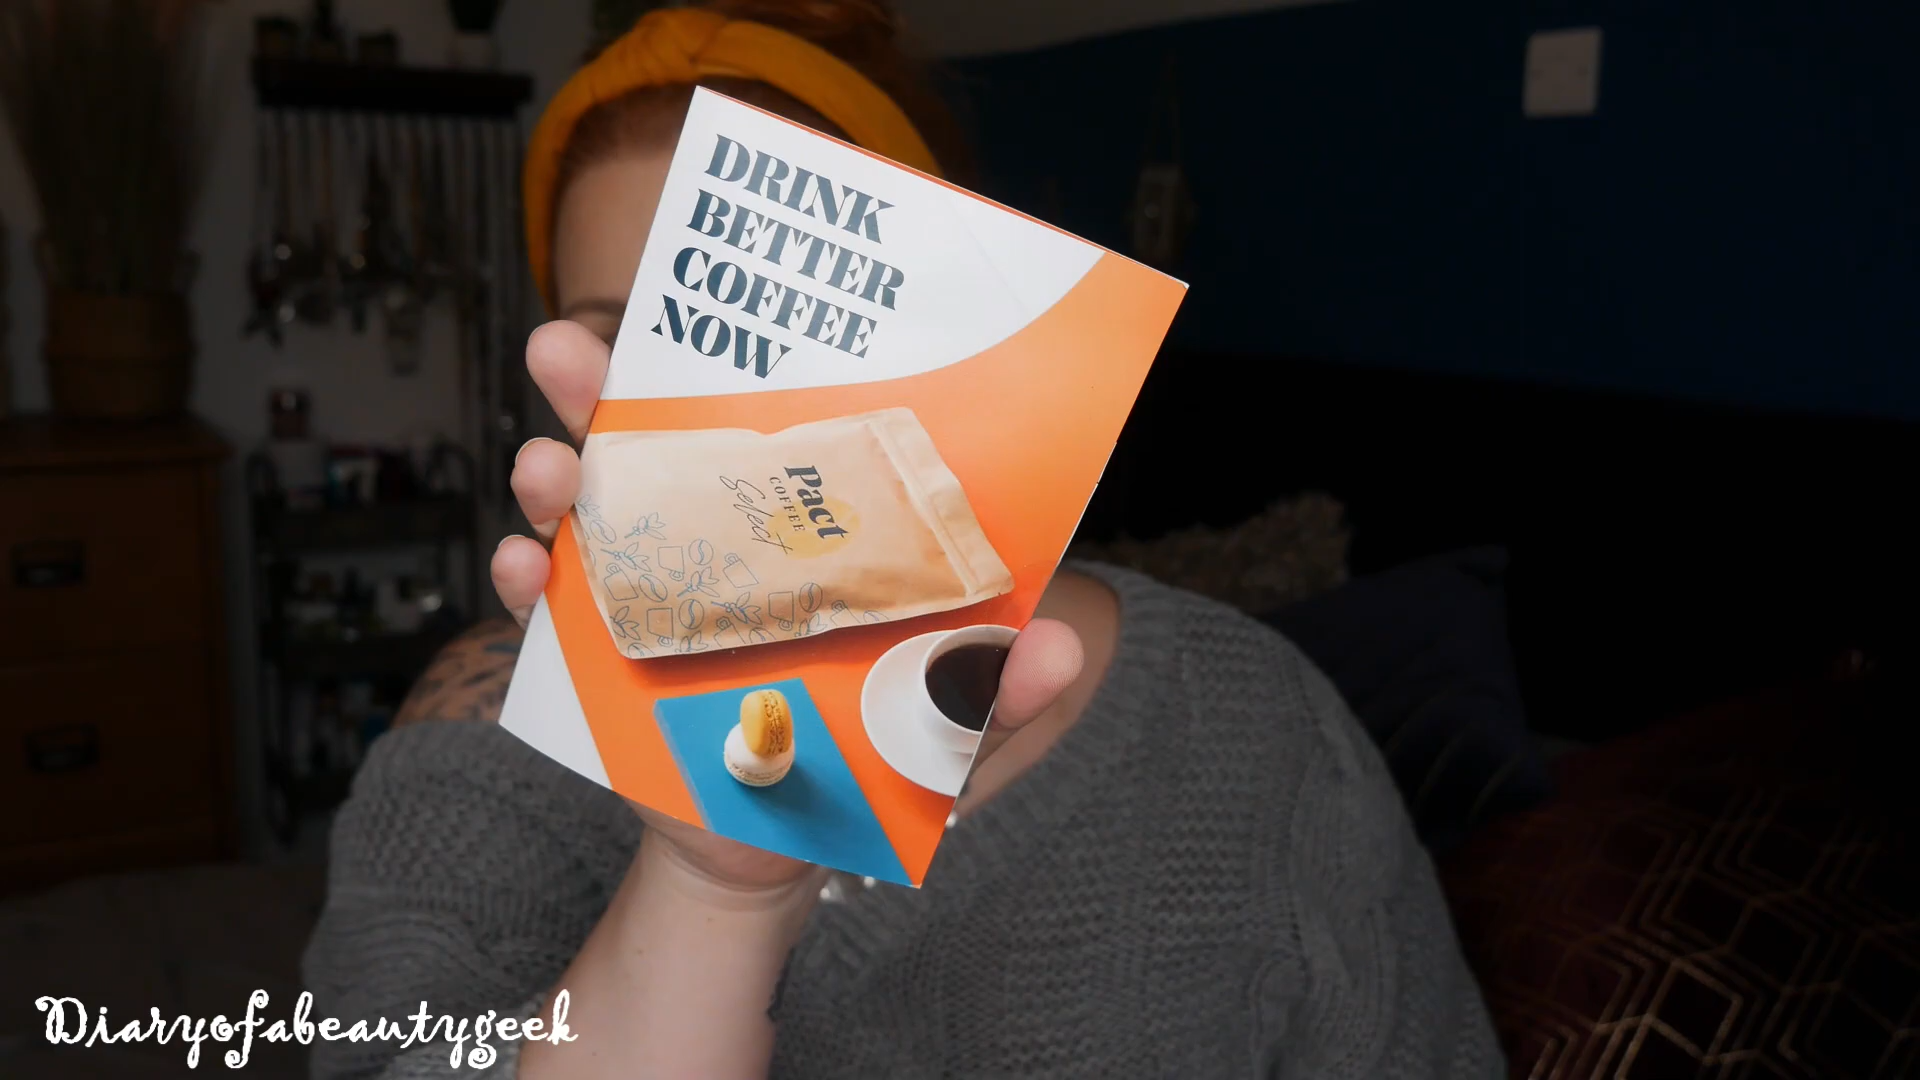 DRINK
BETTER
COFFEE
NOW
Pact
COFFEE
Select
Diaryofabeautygeek